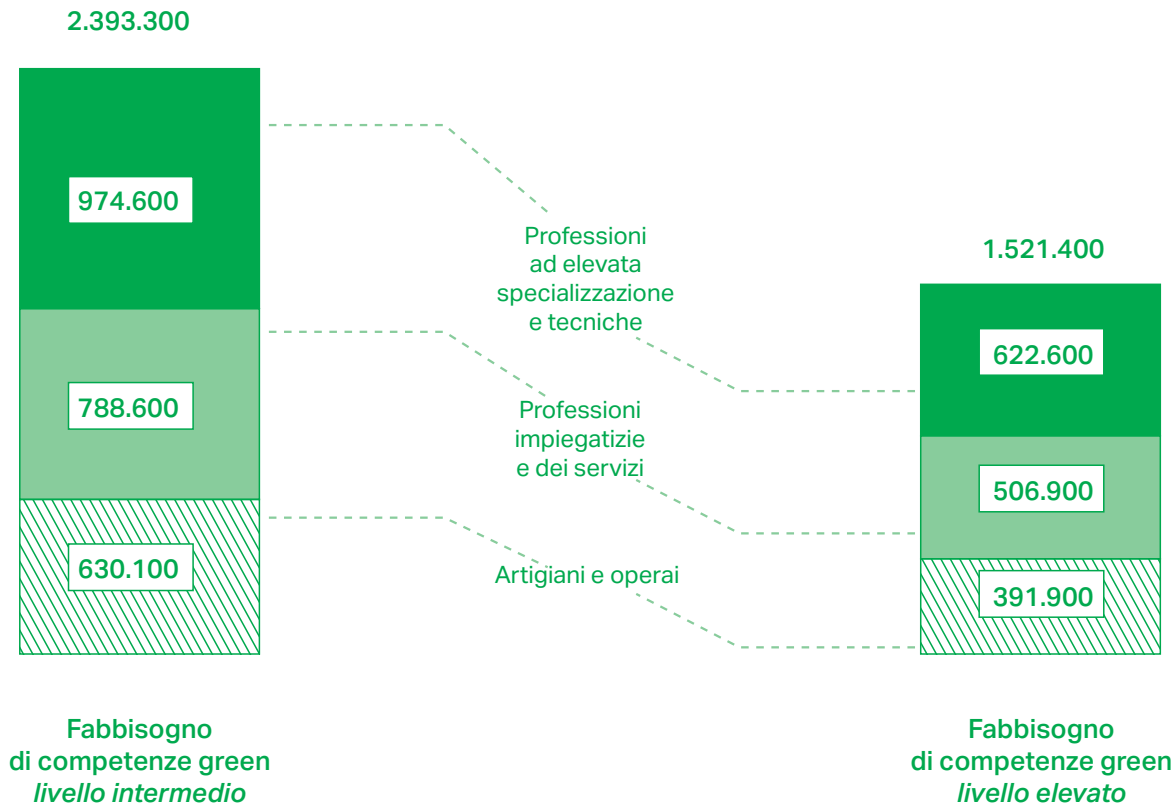 2.393.300
974.600
788.600
630.100
Fabbisogno
di competenze green
livello intermedio
Professioni
ad elevata
specializzazione
e tecniche
Professioni
impiegatizie
e dei servizi
Artigiani e operai
1.521.400
622.600
506.900
391.900
Fabbisogno
di competenze green
livello elevato